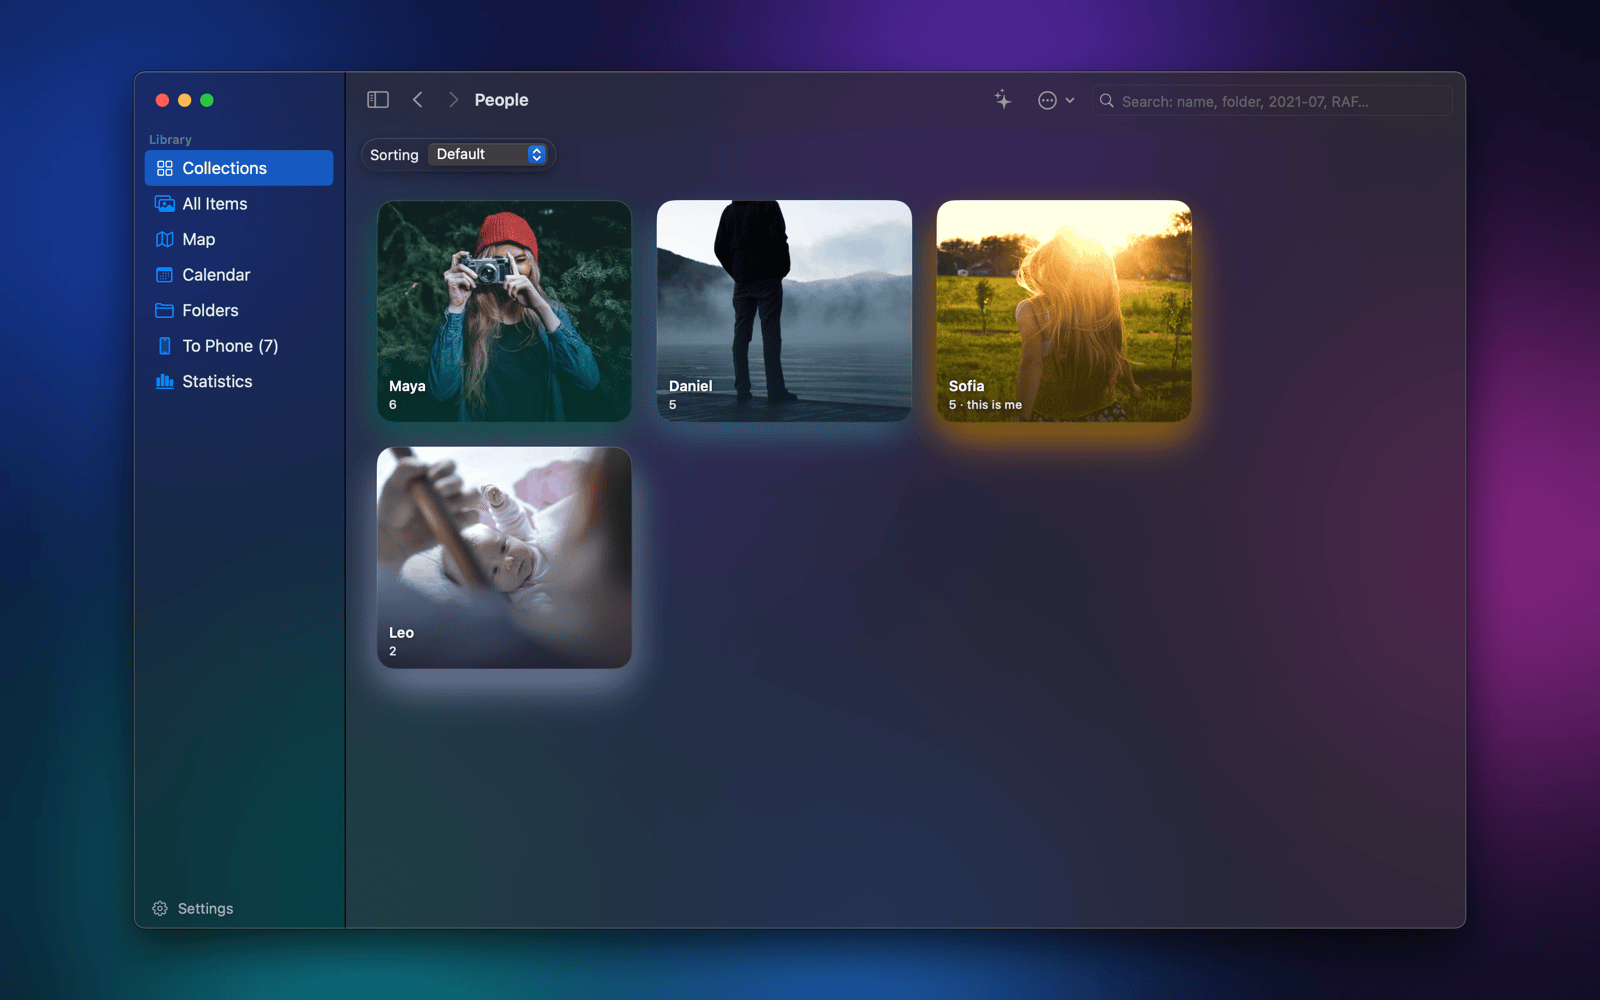 People
Search: name, folder, 2021-07, RAF...
Library
Collections
All Items
Map
Calendar
Folders
To Phone (7)
Statistics
Settings
Sorting
Default
Maya
6
Daniel
5
Sofia
5 · this is me
Leo
2